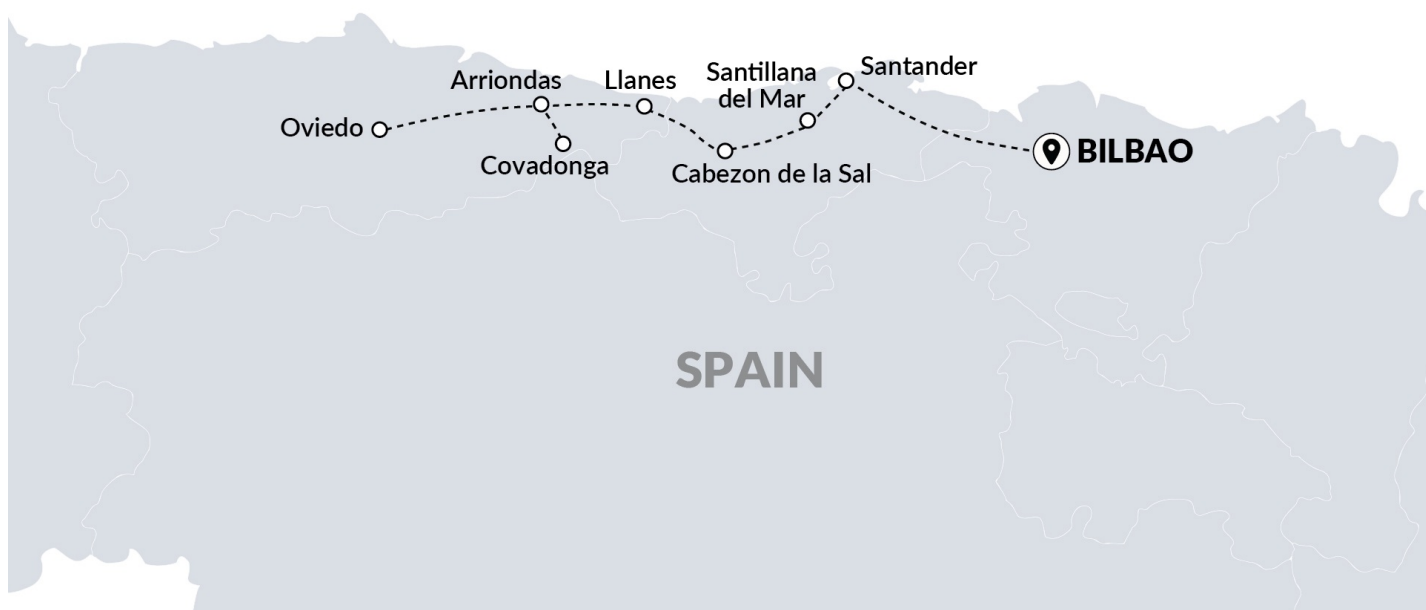 Arriondas
Llanes
Santillana
del Mar
Santander
Oviedo
Covadonga
Cabezon de la Sal
BILBAO
SPAIN